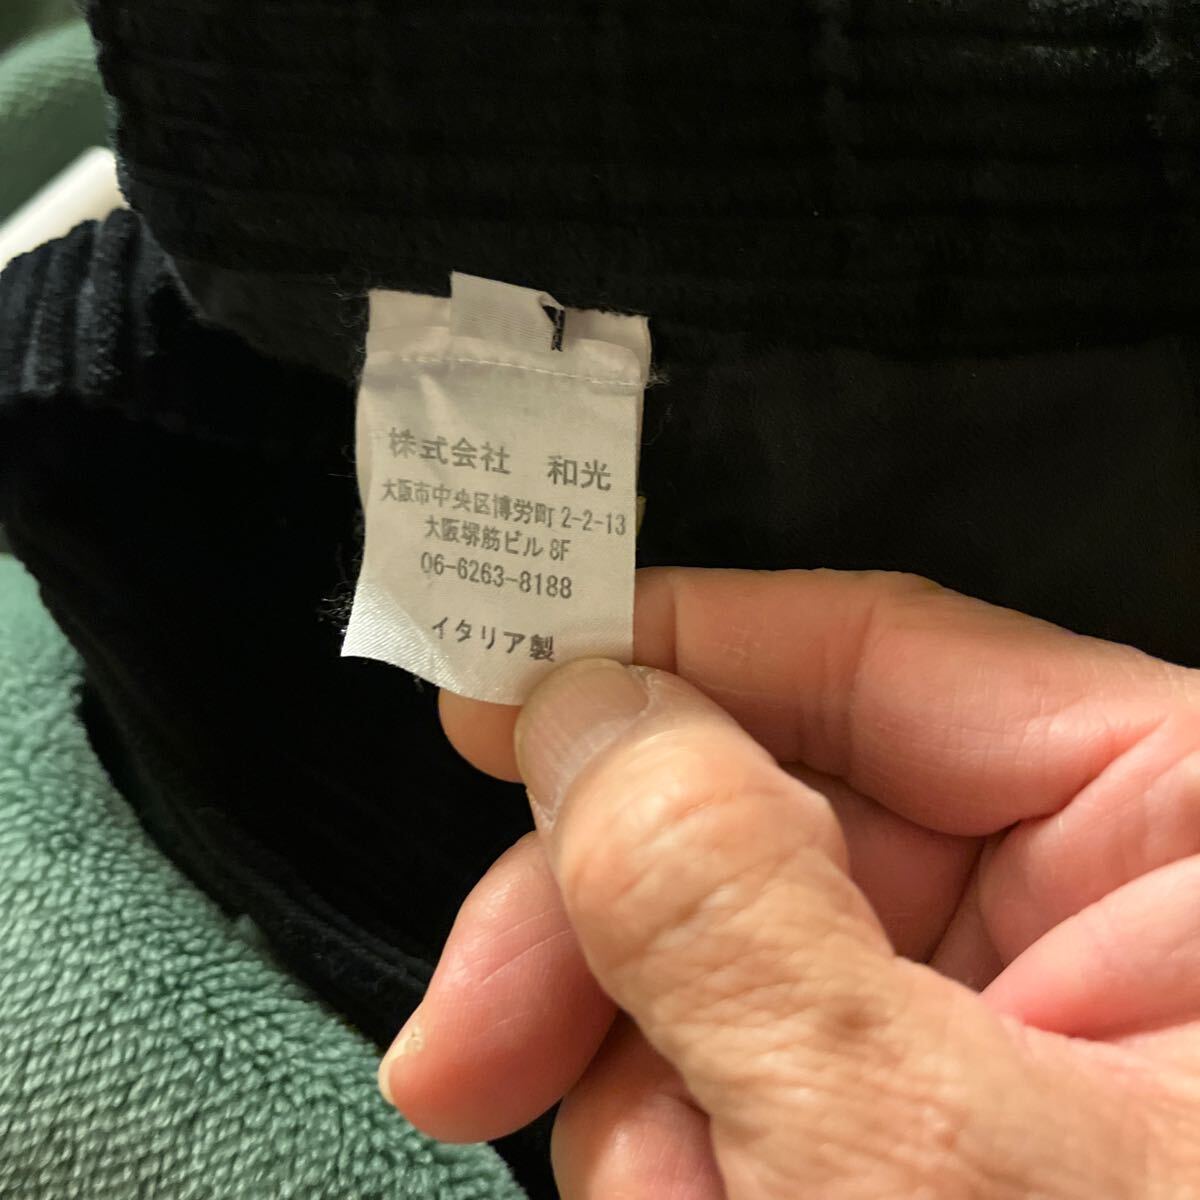 株式会社　和光
大阪市中央区博労町 2-2-13
大阪堺筋ビル 8F
06-6263-8188
イタリア製